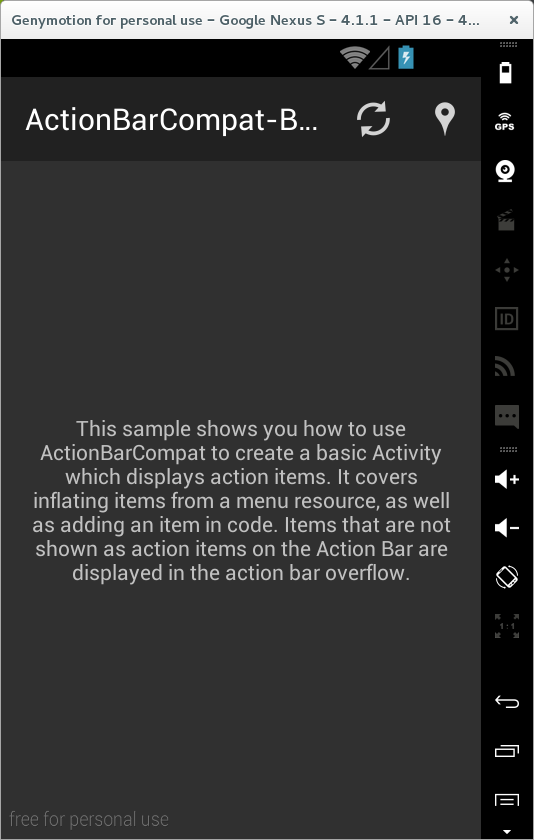 Genymotion for personal use – Google Nexus S – 4.1.1 – API 16 – 4...
ActionBarCompat-B...
GPS
ID
This sample shows you how to use
ActionBarCompat to create a basic Activity
which displays action items. It covers
inflating items from a menu resource, as well
as adding an item in code. Items that are not
shown as action items on the Action Bar are
displayed in the action bar overflow.
1:1
free for personal use